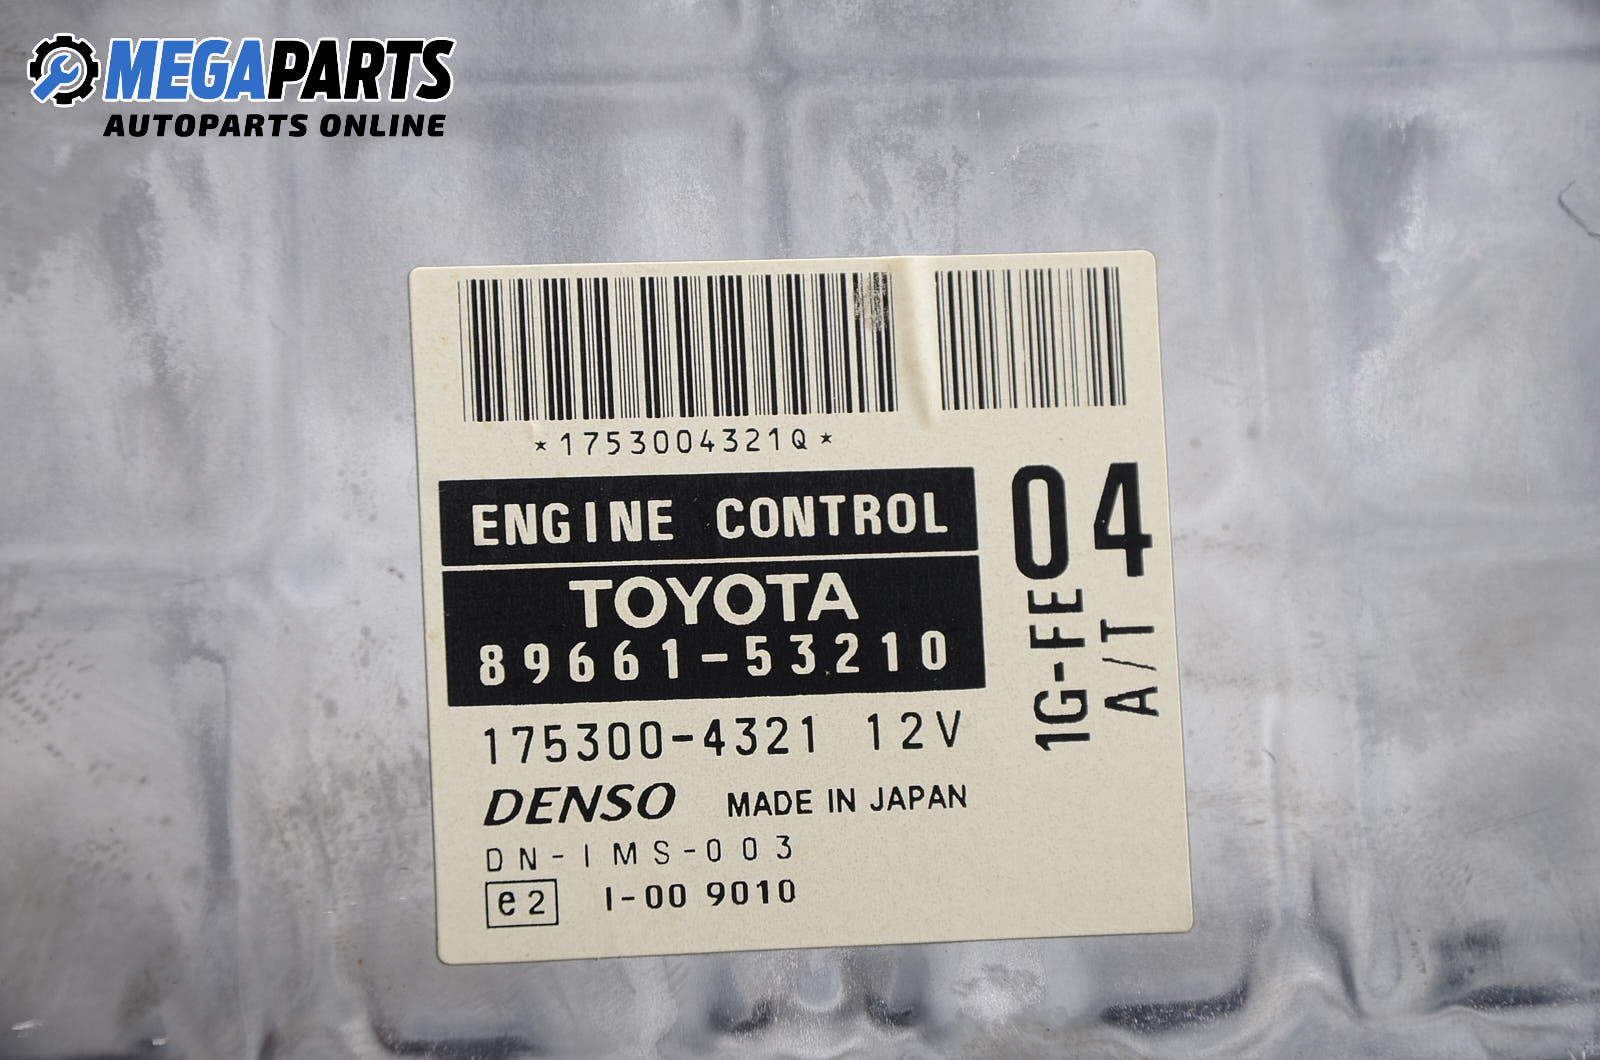 MEGAPARTS
AUTOPARTS ONLINE
*1753004321Q*
ENGINE CONTROL
TOYOTA
89661-53210
175300-4321 12V
DENSO MADE IN JAPAN
DN-IMS-003
e2 I-00 9010
04
1G-FE
A/T